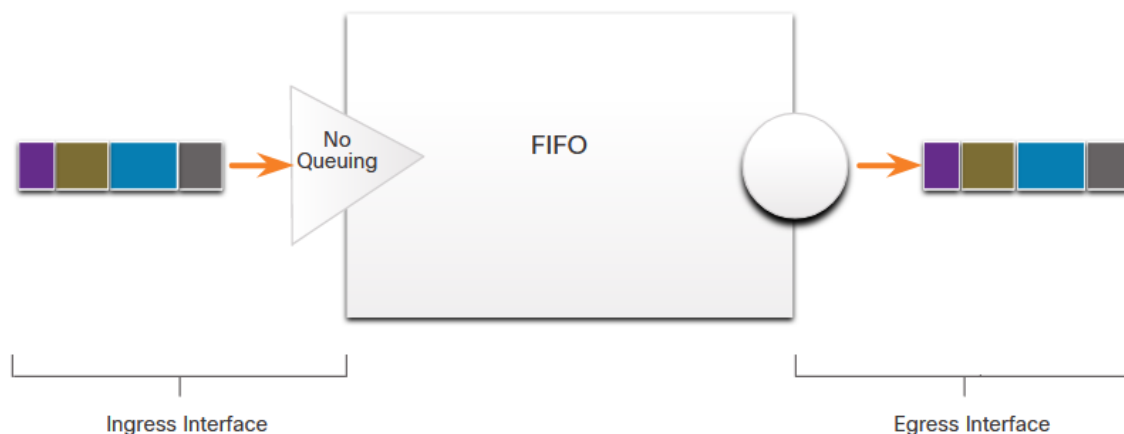 No
Queuing
FIFO
Ingress Interface
Egress Interface